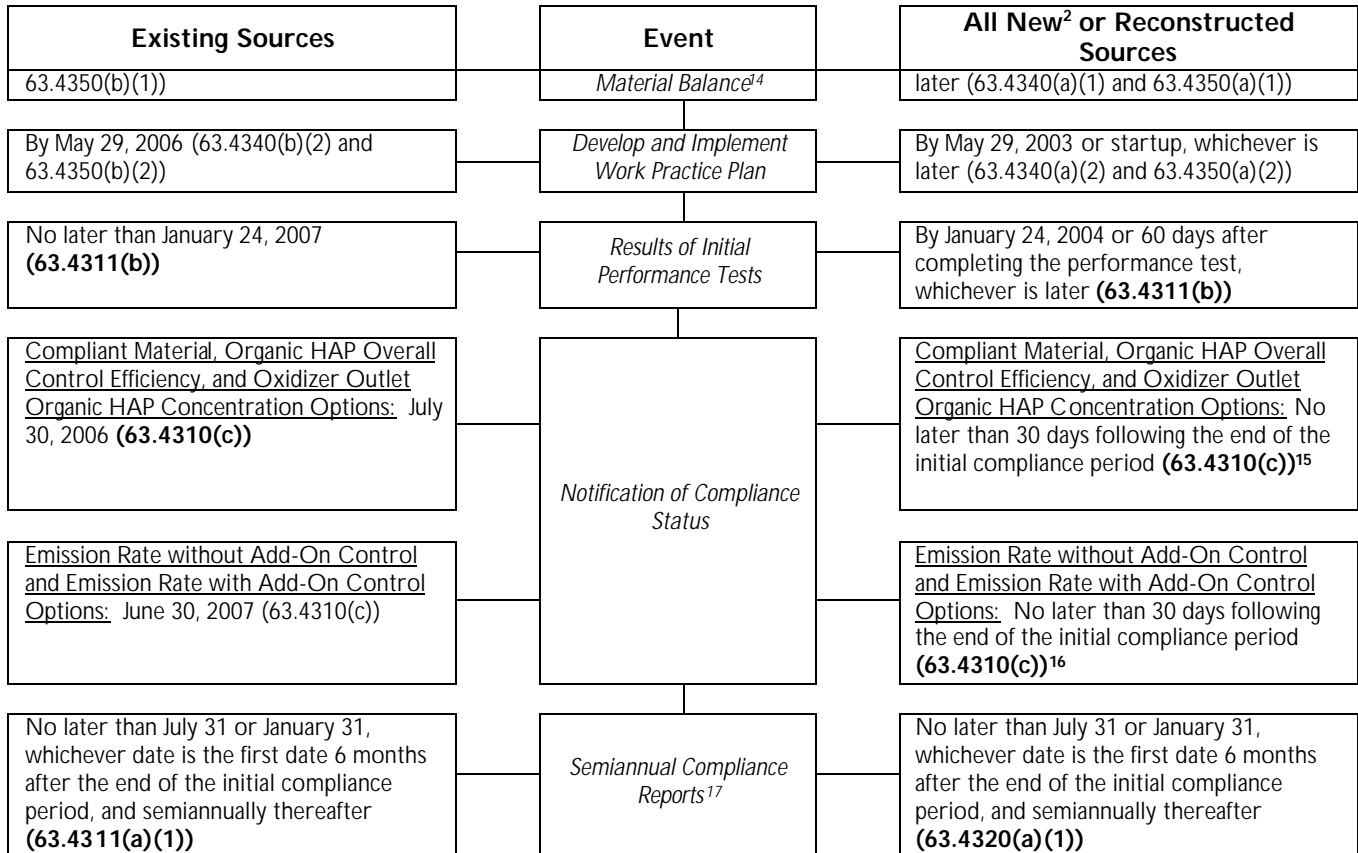 Existing Sources
Event
All New2 or Reconstructed
Sources
63.4350(b)(1))
Material Balance14
later (63.4340(a)(1) and 63.4350(a)(1))
By May 29, 2006 (63.4340(b)(2) and
63.4350(b)(2))
Develop and Implement
Work Practice Plan
By May 29, 2003 or startup, whichever is
later (63.4340(a)(2) and 63.4350(a)(2))
No later than January 24, 2007
(63.4311(b))
Results of Initial
Performance Tests
By January 24, 2004 or 60 days after
completing the performance test,
whichever is later (63.4311(b))
Compliant Material, Organic HAP Overall
Control Efficiency, and Oxidizer Outlet
Organic HAP Concentration Options: July
30, 2006 (63.4310(c))
Notification of Compliance
Status
Compliant Material, Organic HAP Overall
Control Efficiency, and Oxidizer Outlet
Organic HAP Concentration Options: No
later than 30 days following the end of the
initial compliance period (63.4310(c))15
Emission Rate without Add-On Control
and Emission Rate with Add-On Control
Options: June 30, 2007 (63.4310(c))
Emission Rate without Add-On Control
and Emission Rate with Add-On Control
Options: No later than 30 days following
the end of the initial compliance period
(63.4310(c))16
No later than July 31 or January 31,
whichever date is the first date 6 months
after the end of the initial compliance
period, and semiannually thereafter
(63.4311(a)(1))
Semiannual Compliance
Reports17
No later than July 31 or January 31,
whichever date is the first date 6 months
after the end of the initial compliance
period, and semiannually thereafter
(63.4320(a)(1))